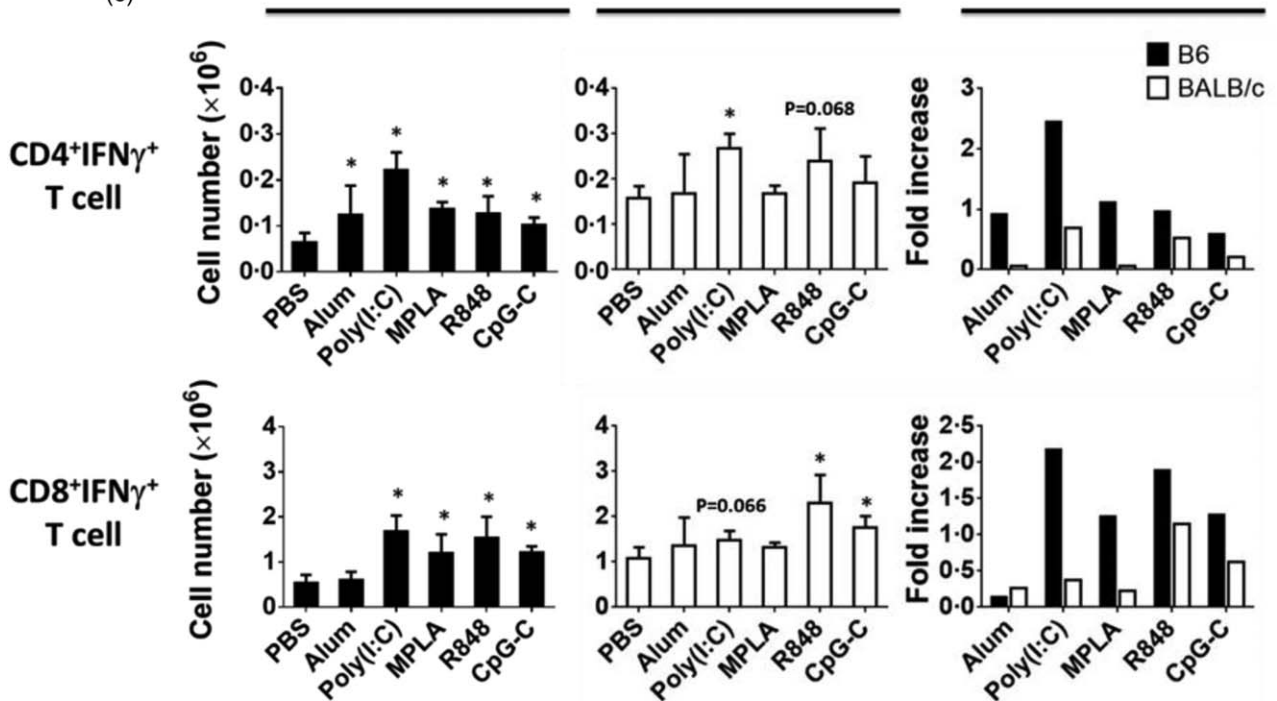 B6
BALB/c
CD4⁺IFNγ⁺
T cell
Cell number (×10⁶)
0·4
0·3
0·2
0·1
0·0
*
*
*
*
*
PBS
Alum
Poly(I:C)
MPLA
R848
CpG-C
0·4
0·3
0·2
0·1
0·0
*
P=0.068
PBS
Alum
Poly(I:C)
MPLA
R848
CpG-C
Fold increase
3
2
1
0
Alum
Poly(I:C)
MPLA
R848
CpG-C
CD8⁺IFNγ⁺
T cell
Cell number (×10⁶)
4
3
2
1
0
*
*
*
*
PBS
Alum
Poly(I:C)
MPLA
R848
CpG-C
4
3
2
1
0
P=0.066
*
*
PBS
Alum
Poly(I:C)
MPLA
R848
CpG-C
Fold increase
2·5
2·0
1·5
1·0
0·5
0·0
Alum
Poly(I:C)
MPLA
R848
CpG-C